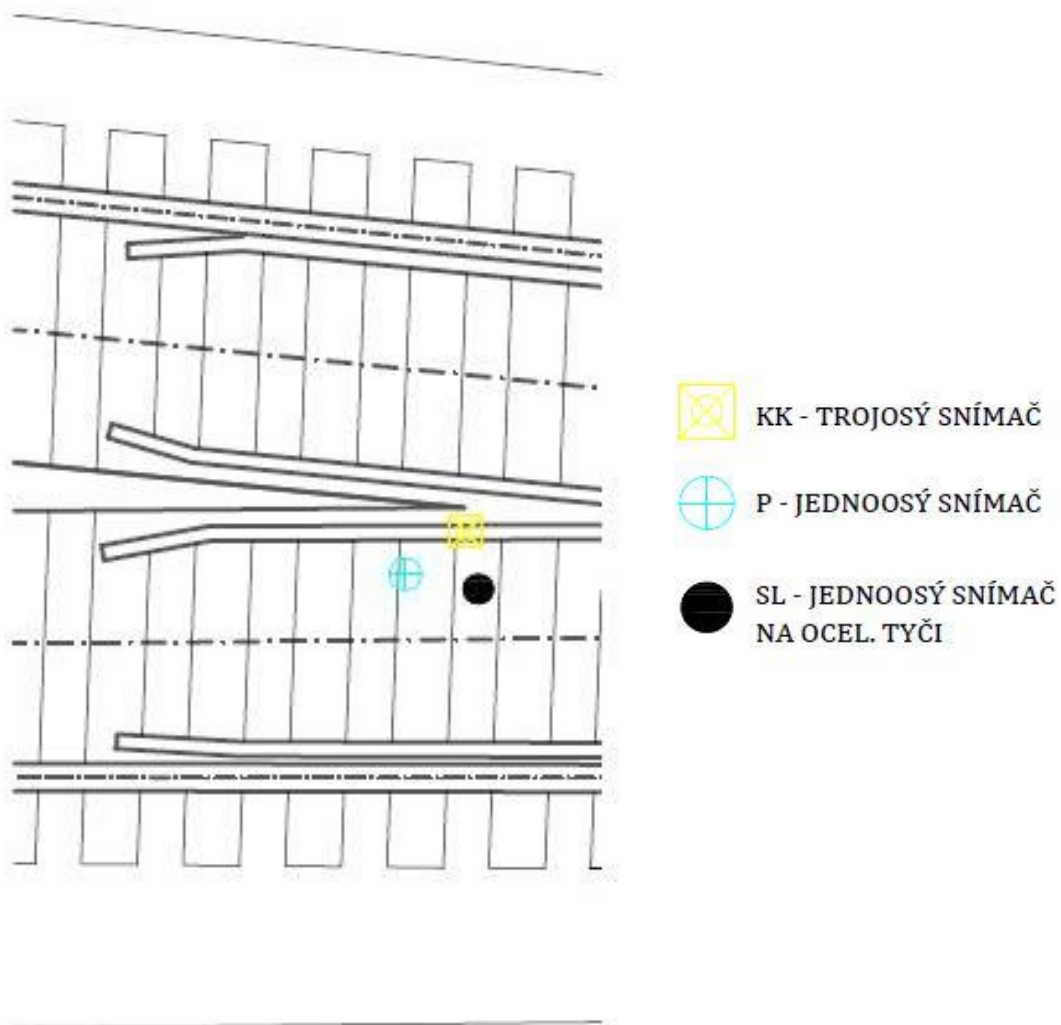 KK - TROJOSÝ SNÍMAČ
P - JEDNOOSÝ SNÍMAČ
SL - JEDNOOSÝ SNÍMAČ
NA OCEL. TYČI